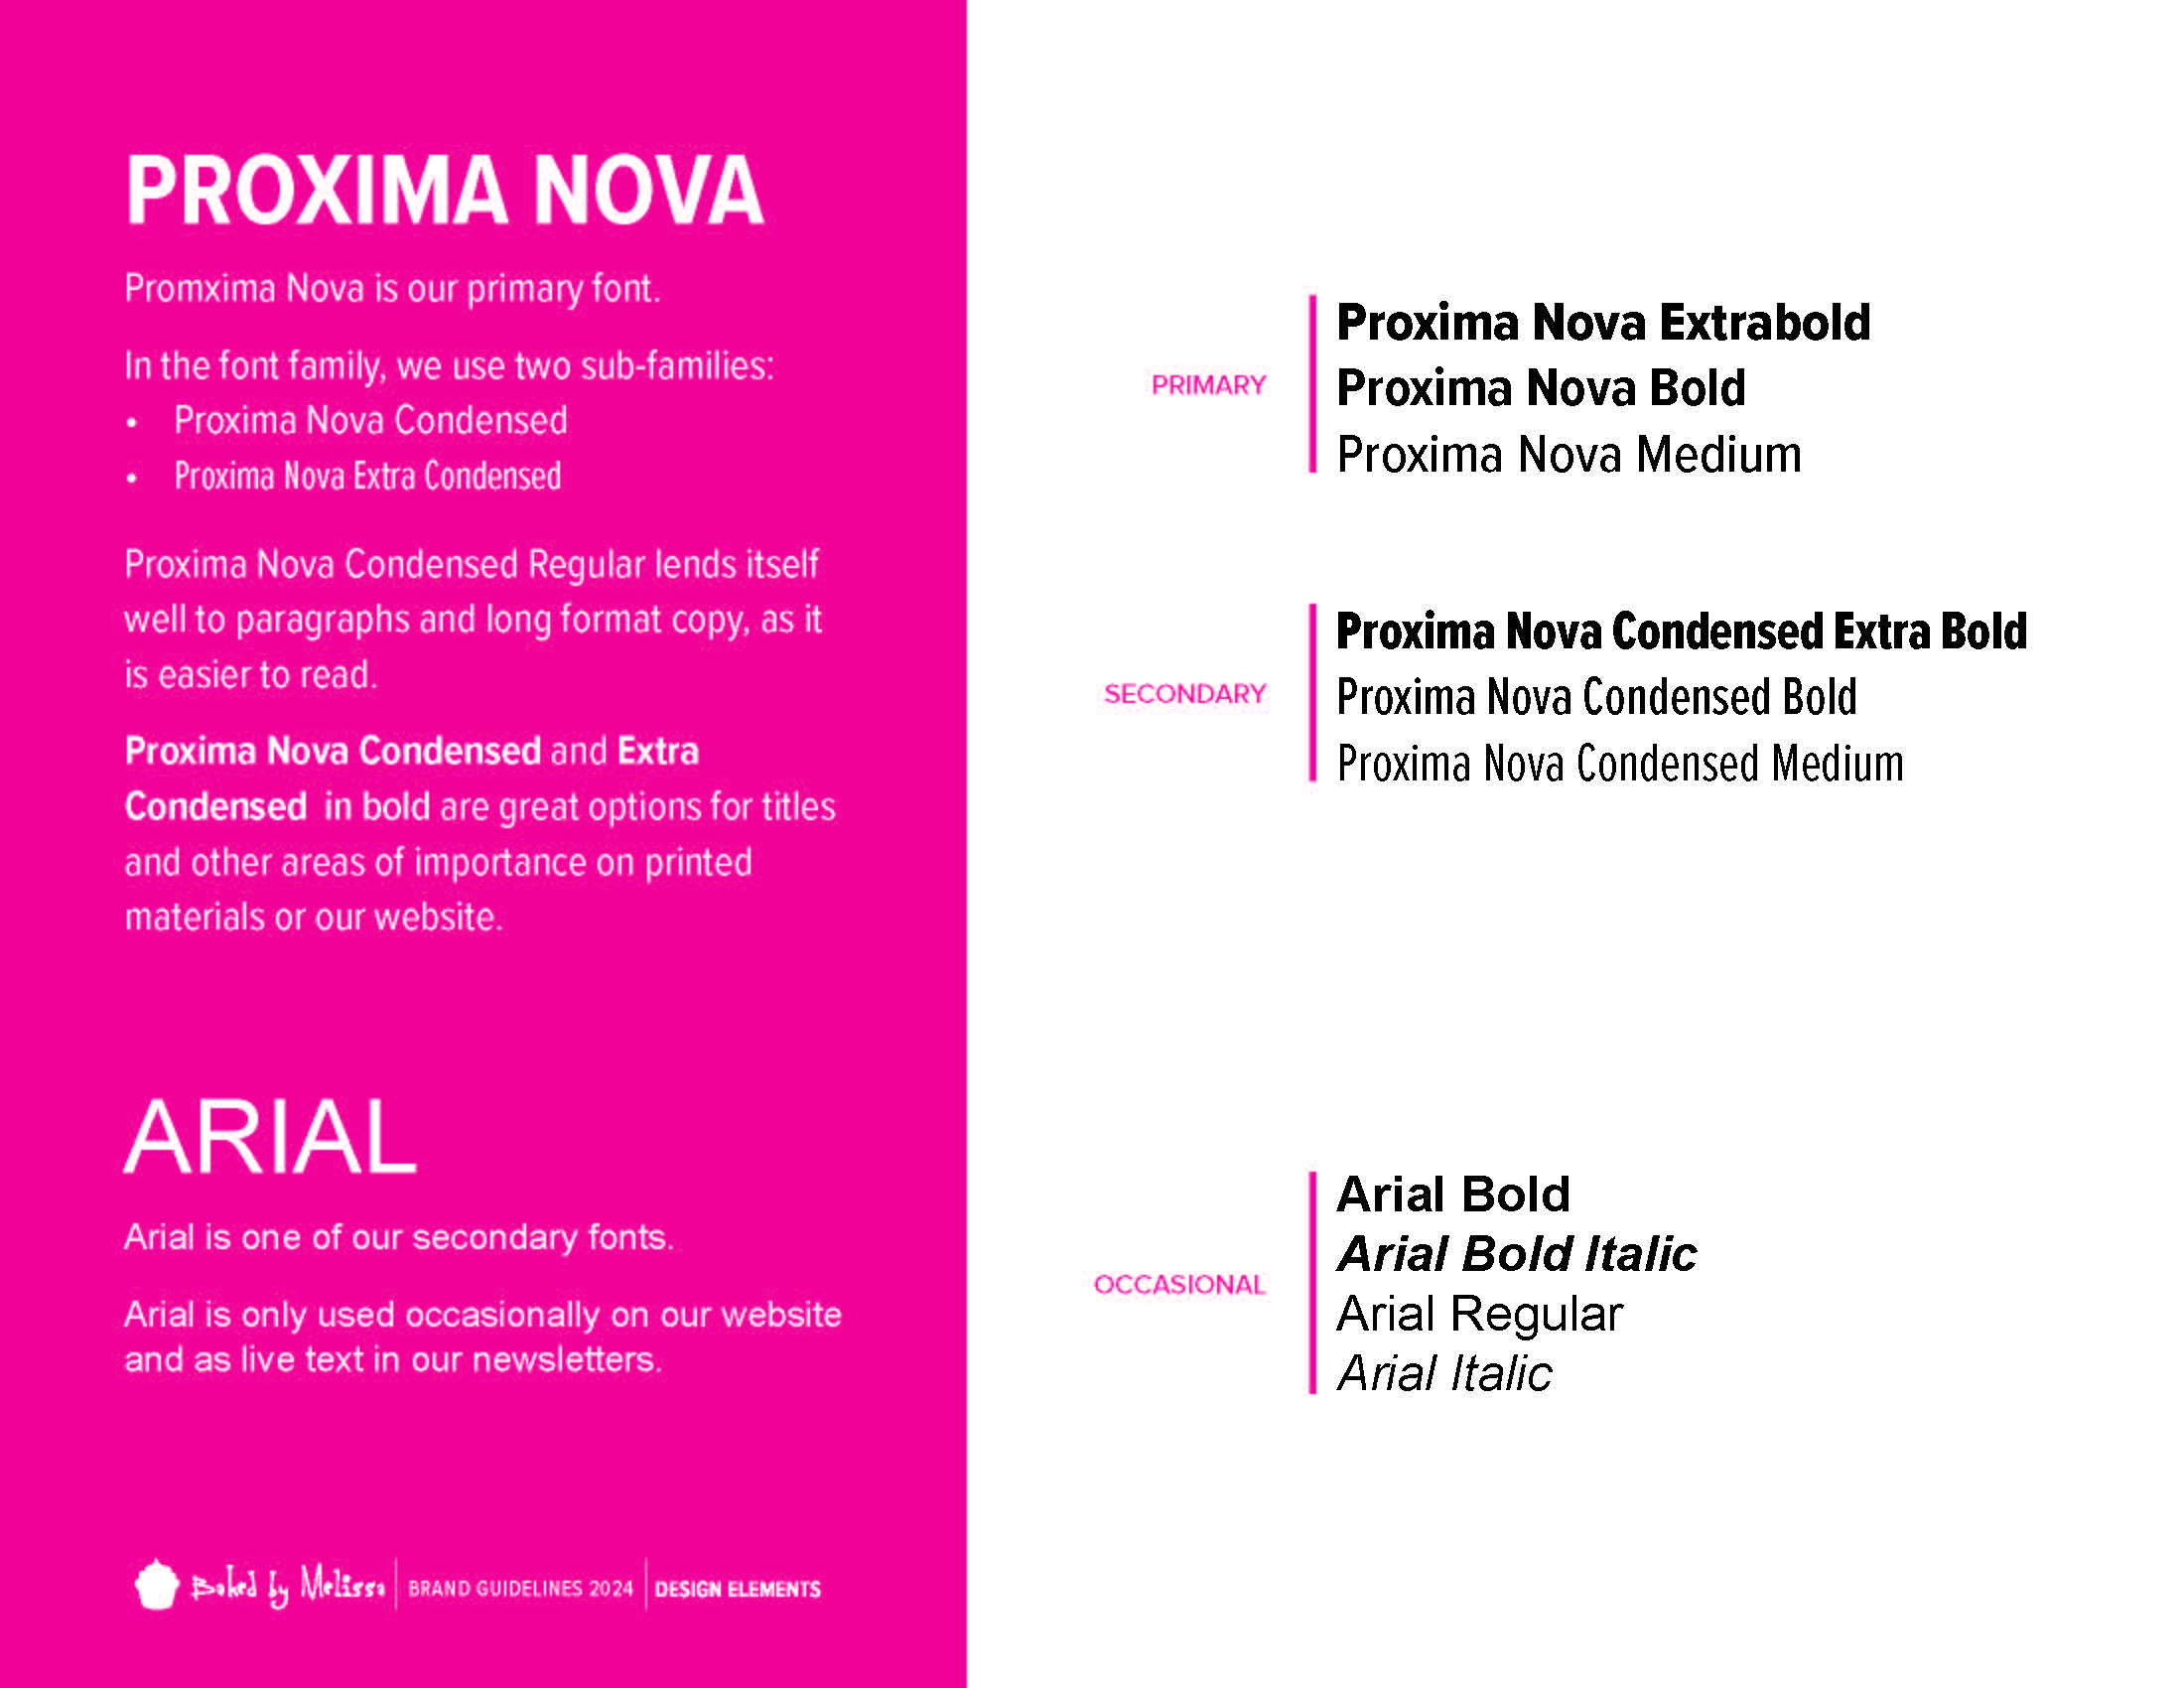 PROXIMA NOVA
Promxima Nova is our primary font.
In the font family, we use two sub-families:
• Proxima Nova Condensed
• Proxima Nova Extra Condensed
Proxima Nova Condensed Regular lends itself
well to paragraphs and long format copy, as it
is easier to read.
Proxima Nova Condensed and Extra
Condensed in bold are great options for titles
and other areas of importance on printed
materials or our website.
ARIAL
Arial is one of our secondary fonts.
Arial is only used occasionally on our website
and as live text in our newsletters.
Baked by Melissa | BRAND GUIDELINES 2024 | DESIGN ELEMENTS
PRIMARY
Proxima Nova Extrabold
Proxima Nova Bold
Proxima Nova Medium
SECONDARY
Proxima Nova Condensed Extra Bold
Proxima Nova Condensed Bold
Proxima Nova Condensed Medium
OCCASIONAL
Arial Bold
Arial Bold Italic
Arial Regular
Arial Italic